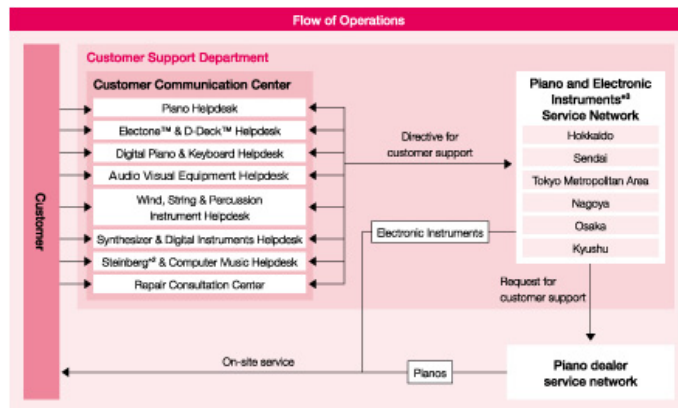 Flow of Operations
Customer Support Department
Customer Communication Center
Piano Helpdesk
Electone™ & D-Deck™ Helpdesk
Digital Piano & Keyboard Helpdesk
Audio Visual Equipment Helpdesk
Wind, String & Percussion
Instrument Helpdesk
Synthesizer & Digital Instruments Helpdesk
Steinberg*² & Computer Music Helpdesk
Repair Consultation Center
Customer
Directive for
customer support
Piano and Electronic
Instruments*³
Service Network
Hokkaido
Sendai
Tokyo Metropolitan Area
Nagoya
Osaka
Kyushu
Electronic Instruments
Request for
customer support
On-site service
Pianos
Piano dealer
service network